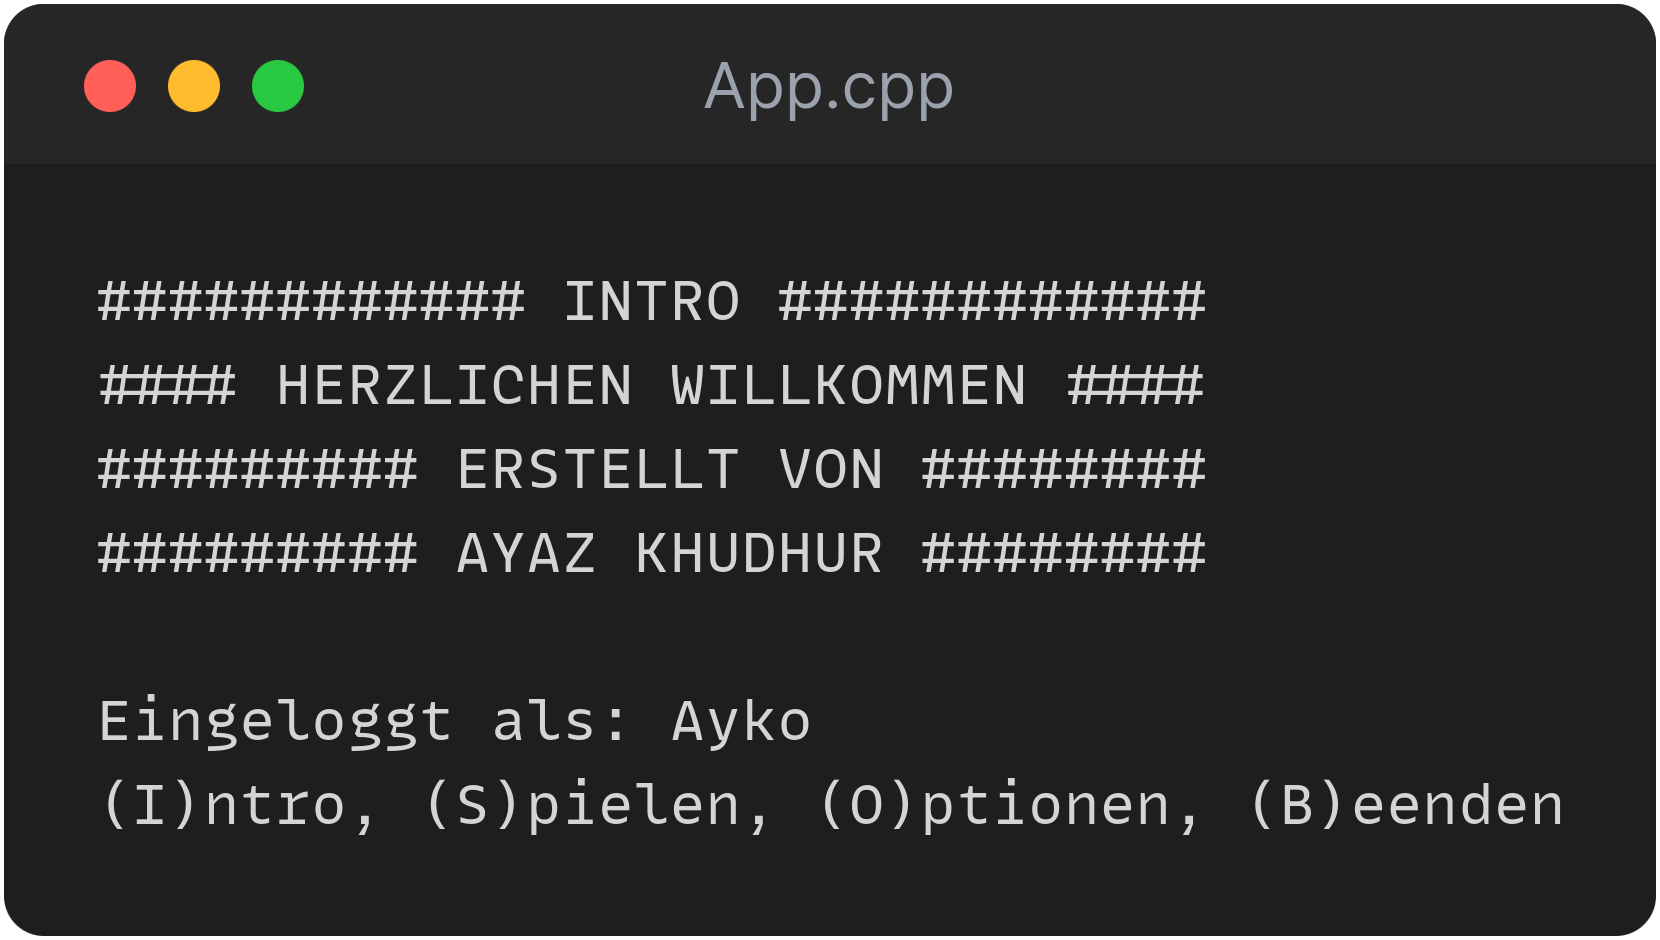 App.cpp
############ INTRO ############
#### HERZLICHEN WILLKOMMEN ####
######### ERSTELLT VON ########
######### AYAZ KHUDHUR ########
Eingeloggt als: Ayko
(I)ntro, (S)pielen, (O)ptionen, (B)eenden